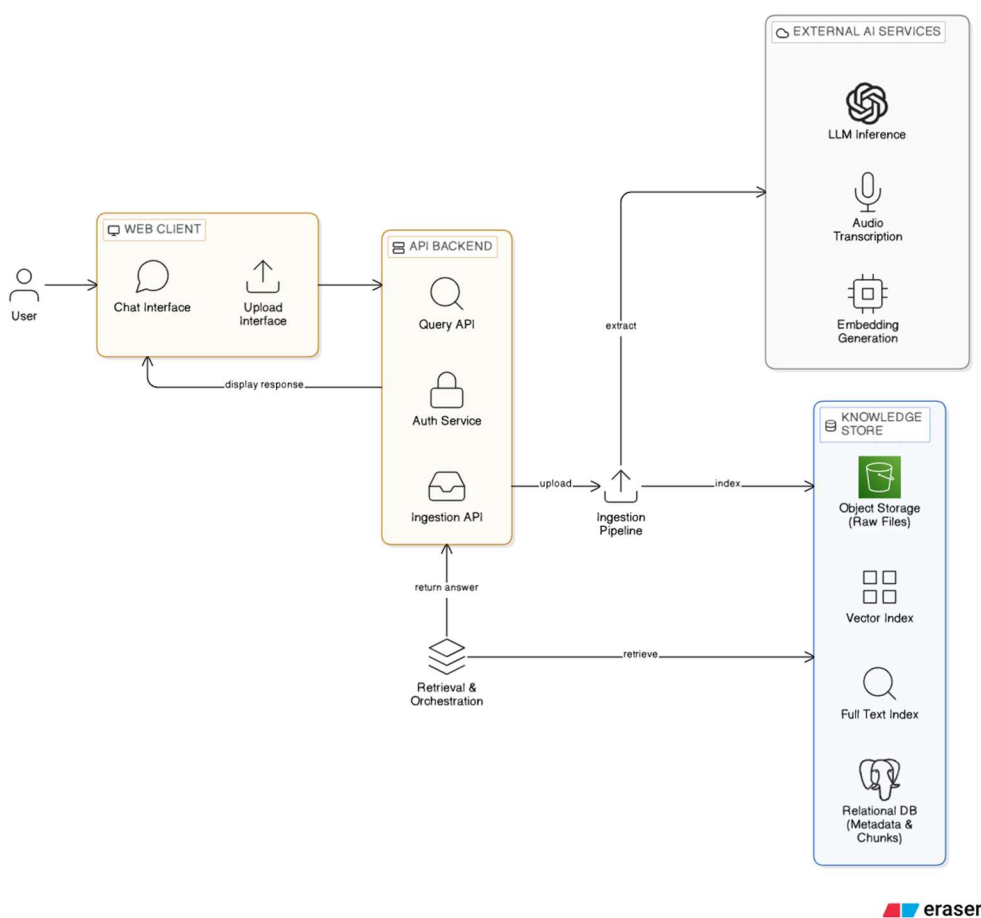 EXTERNAL AI SERVICES
LLM Inference
Audio
Transcription
Embedding
Generation
WEB CLIENT
Chat Interface
Upload
Interface
User
API BACKEND
Query API
Auth Service
Ingestion API
display response
extract
upload
Ingestion
Pipeline
index
return answer
Retrieval &
Orchestration
retrieve
KNOWLEDGE
STORE
Object Storage
(Raw Files)
Vector Index
Full Text Index
Relational DB
(Metadata &
Chunks)
eraser